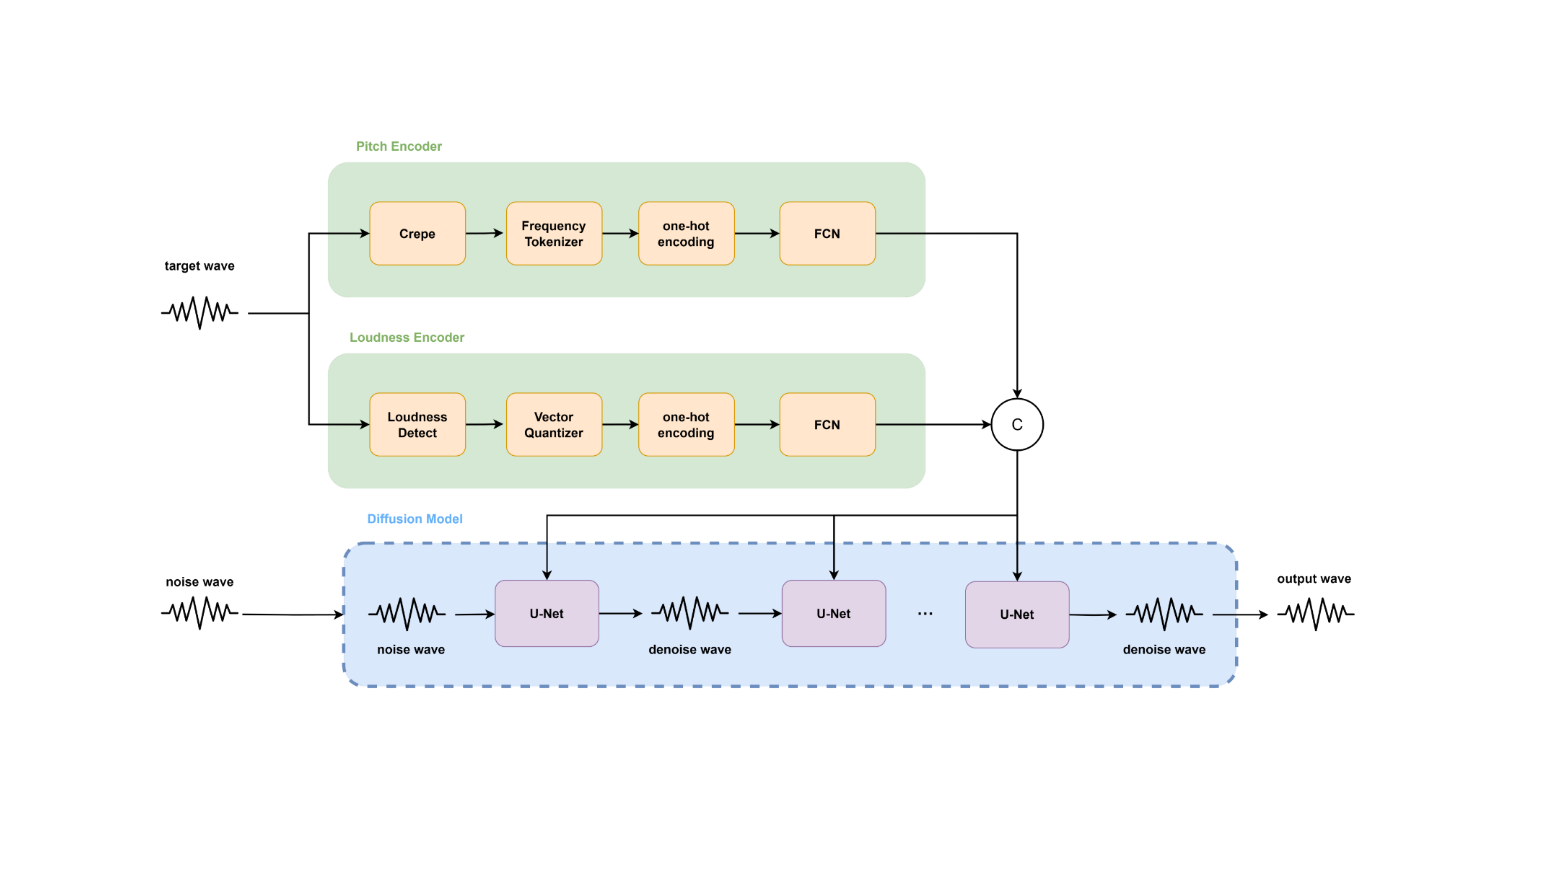 Pitch Encoder
Crepe
Frequency
Tokenizer
one-hot
encoding
FCN
target wave
Loudness Encoder
Loudness
Detect
Vector
Quantizer
one-hot
encoding
FCN
C
Diffusion Model
noise wave
noise wave
U-Net
denoise wave
U-Net
...
U-Net
denoise wave
output wave